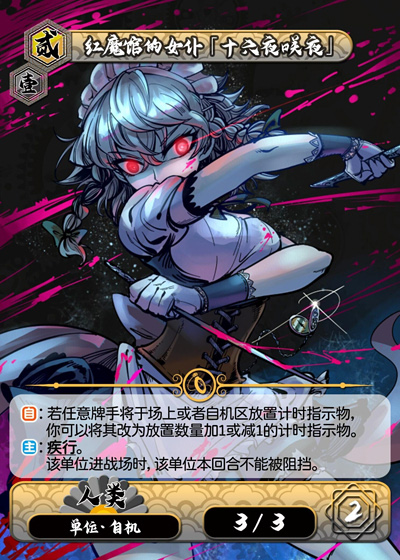 贰
红魔馆的女仆『十六夜咲夜』
壹
自：若任意牌手将于场上或者自机区放置计时指示物，
你可以将其改为放置数量加1或减1的计时指示物。
主：疾行。
该单位进战场时，该单位本回合不能被阻挡。
人类
单位·自机
3 / 3
2